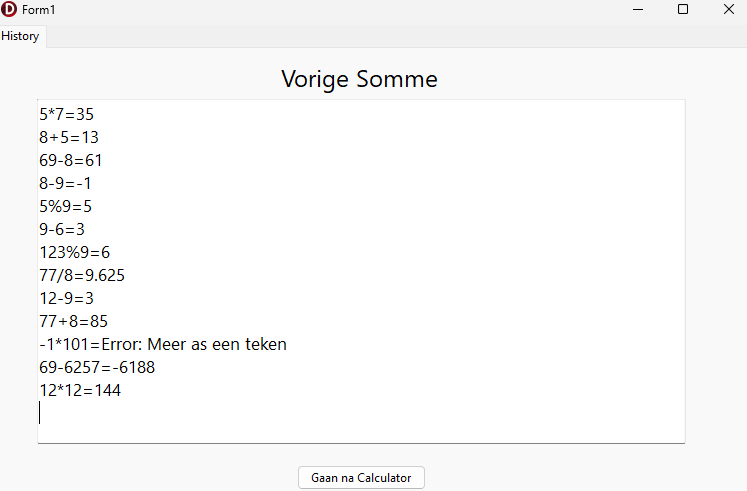 Form1
History
Vorige Somme
5*7=35
8+5=13
69-8=61
8-9=-1
5%9=5
9-6=3
123%9=6
77/8=9.625
12-9=3
77+8=85
-1*101=Error: Meer as een teken
69-6257=-6188
12*12=144
Gaan na Calculator